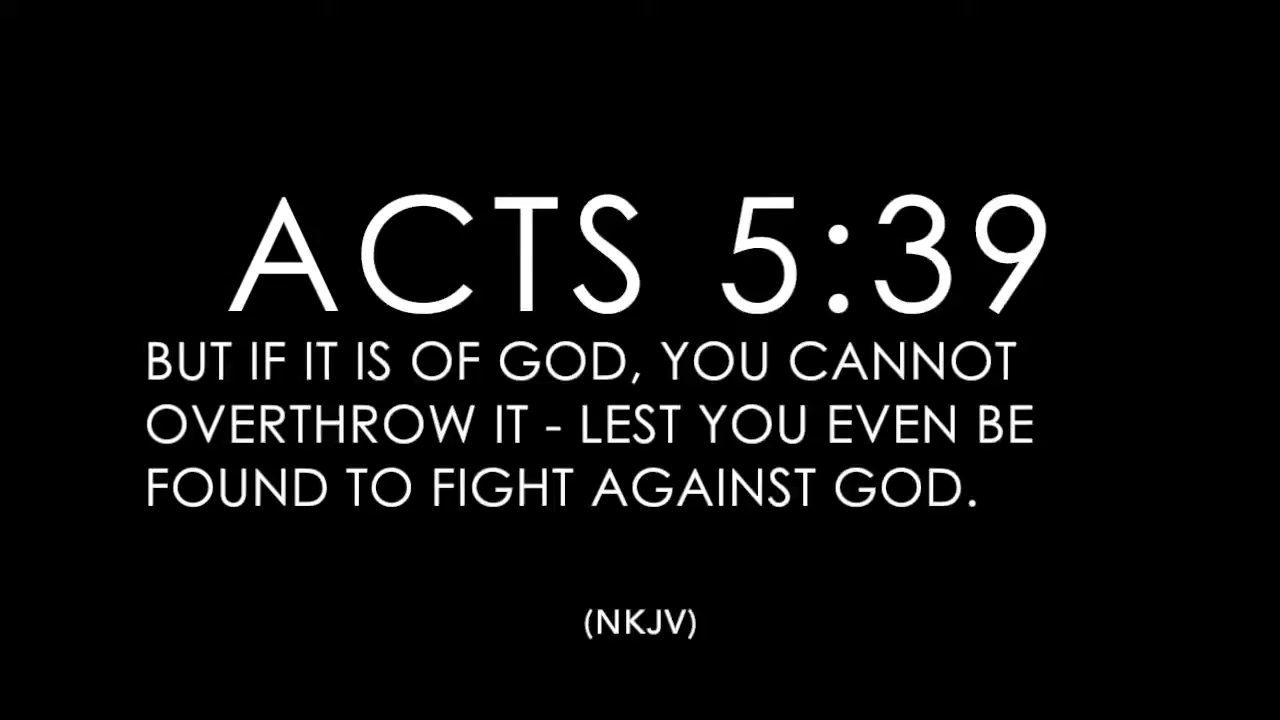 ACTS 5:39
BUT IF IT IS OF GOD, YOU CANNOT
OVERTHROW IT - LEST YOU EVEN BE
FOUND TO FIGHT AGAINST GOD.
(NKJV)